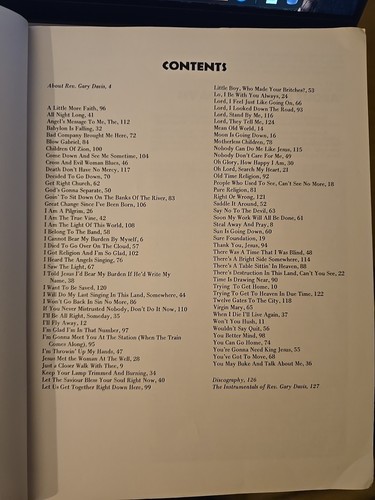 CONTENTS
About Rev. Gary Davis, 4
A Little More Faith, 96
All Night Long, 41
Angel's Message To Me, The, 112
Babylon Is Falling, 32
Bad Company Brought Me Here, 72
Blow Gabriel, 84
Children Of Zion, 100
Come Down And See Me Sometime, 104
Crow And Evil Woman Blues, 46
Death Don't Have No Mercy, 117
Decided To Go Down, 70
Get Right Church, 62
God's Gonna Separate, 50
Goin' To Sit Down On The Banks Of The River, 83
Great Change Since I've Been Born, 106
I Am A Pilgrim, 26
I Am The True Vine, 42
I Am The Light Of This World, 108
I Belong To The Band, 58
I Cannot Bear My Burden By Myself, 6
I Died To Go Over On The Cloud, 57
I Got Religion And I'm So Glad, 102
I Heard The Angels Singing, 76
I Saw The Light, 67
I Told Jesus I'd Bear My Burden If He'd Write My
Name, 38
I Want To Be Saved, 120
I Will Do My Last Singing In This Land, Somewhere, 44
I Won't Go Back In No More, 86
If You Never Mistrusted Nobody, Don't Do It Now, 110
I'll Be All Right, Someday, 35
I'll Fly Away, 12
I'm Glad I'm In That Number, 97
I'm Gonna Meet You At The Station (When The Train
Comes Along), 95
I'm Throwin' Up My Hands, 47
Jesus Met the Woman At The Well, 28
Just a Closer Walk With Thee, 9
Keep Your Lamp Trimmed And Burning, 34
Let The Saviour Bless Your Soul Right Now, 40
Let Us Get Together Right Down Here, 99
Little Boy, Who Made Your Britches?, 53
Lo, I Be With You Always, 24
Lord, I Feel Just Like Going On, 66
Lord, I Looked Down The Road, 93
Lord, Stand By Me, 116
Lord, They Tell Me, 124
Mean Old World, 14
Moon Is Going Down, 16
Motherless Children, 78
Nobody Can Do Me Like Jesus, 115
Nobody Don't Care For Me, 49
Oh Glory, How Happy I Am, 30
Oh Lord, Search My Heart, 21
Old Time Religion, 92
People Who Used To See, Can't See No More, 18
Pure Religion, 81
Right Or Wrong, 123
Saddle It Around, 52
Say No To The Devil, 63
Soon My Work Will All Be Done, 61
Steal Away And Pray, 8
Sun Is Going Down, 60
Sure Foundation, 19
Thank You, Jesus, 94
There Was A Time That I Was Blind, 48
There's A Bright Side Somewhere, 114
There's A Table Sittin' In Heaven, 88
There's Destruction In This Land, Can't You See, 22
Time Is Drawing Near, 90
Trying To Get Home, 10
Trying To Get To Heaven In Due Time, 122
Twelve Gates To The City, 118
Virgin Mary, 65
When I Die I'll Live Again, 37
Won't You Hush, 11
Wouldn't Say Quit, 56
You Better Mind, 98
You Can Go Home, 74
You're Gonna Need King Jesus, 55
You've Got To Move, 68
You May Bake And Talk About Me, 36
Discography, 126
The Instrumentals of Rev. Gary Davis, 127